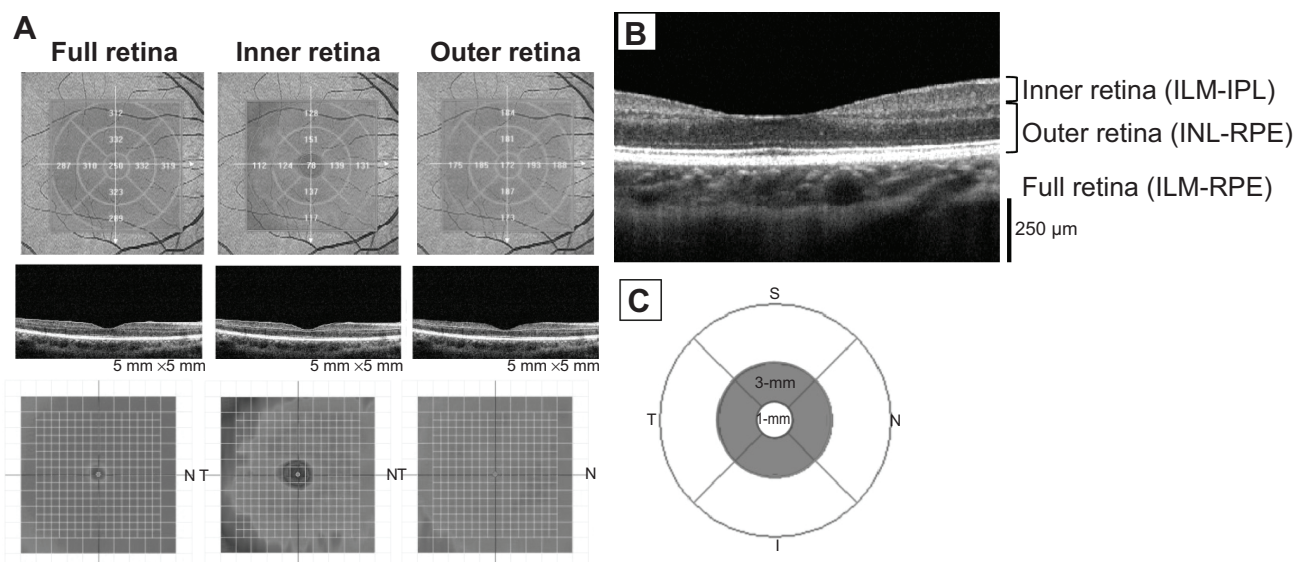 A
Full retina
Inner retina
Outer retina
332
287 310 250 332 319
323
289
128
151
112 124 78 139 131
137
117
184
181
175 185 172 193 188
187
173
5 mm ×5 mm
5 mm ×5 mm
5 mm ×5 mm
N T
N T
N
B
Inner retina (ILM-IPL)
Outer retina (INL-RPE)
Full retina (ILM-RPE)
250 µm
C
S
3-mm
T
1-mm
N
I